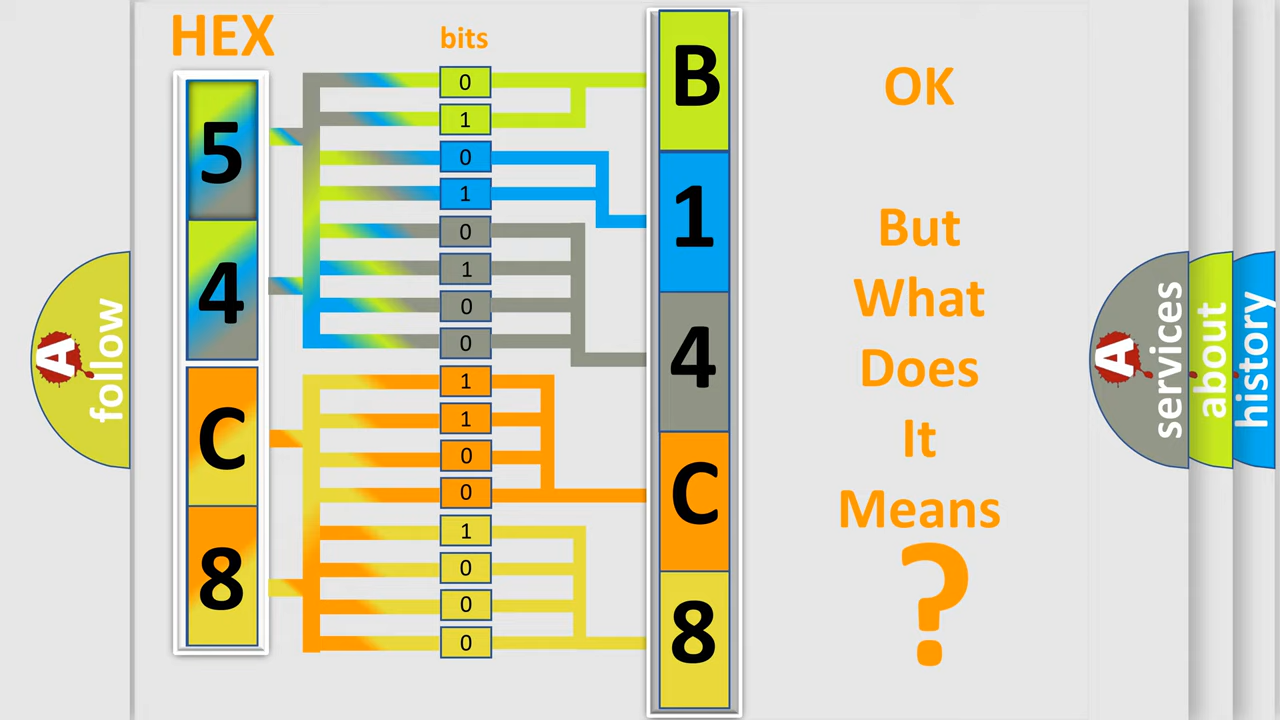 HEX
bits
5
4
C
8
0
1
0
1
0
1
0
0
1
1
0
0
1
0
0
0
B
1
4
C
8
OK
But
What
Does
It
Means
?
A
follow
A
services
about
history